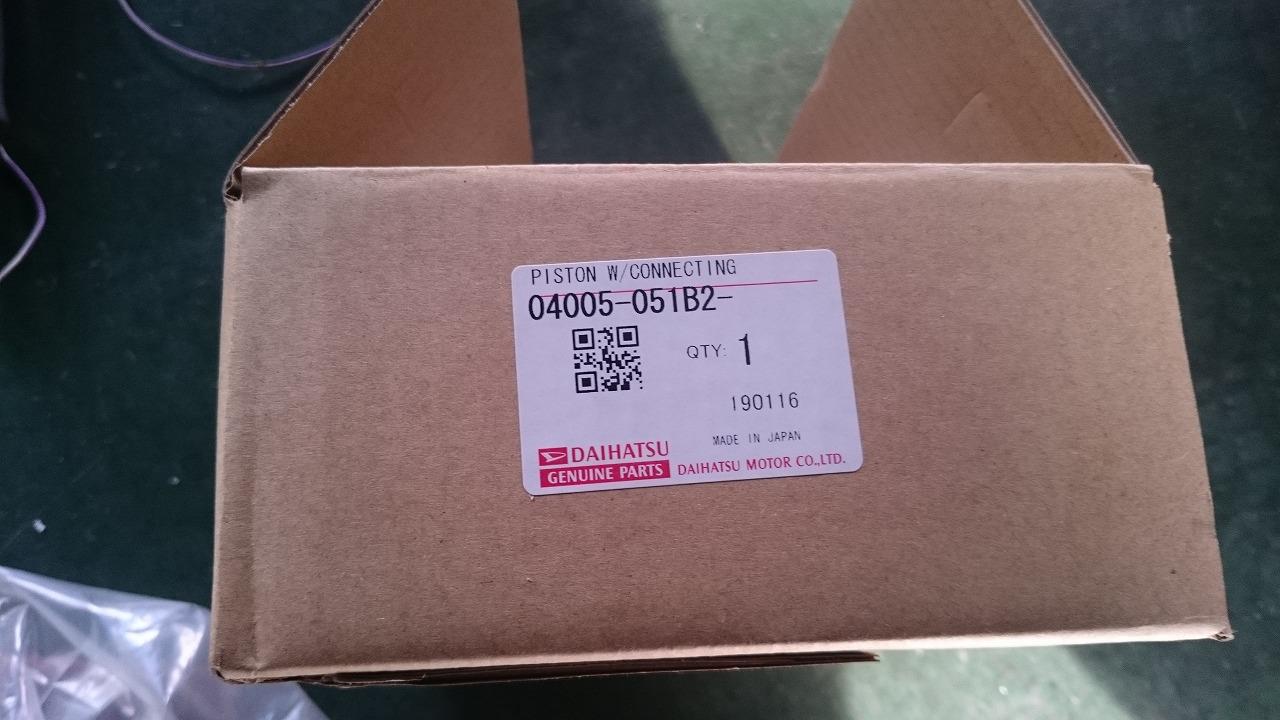 PISTON W/CONNECTING
04005-051B2-
QTY: 1
190116
MADE IN JAPAN
DAIHATSU
GENUINE PARTS
DAIHATSU MOTOR CO.,LTD.